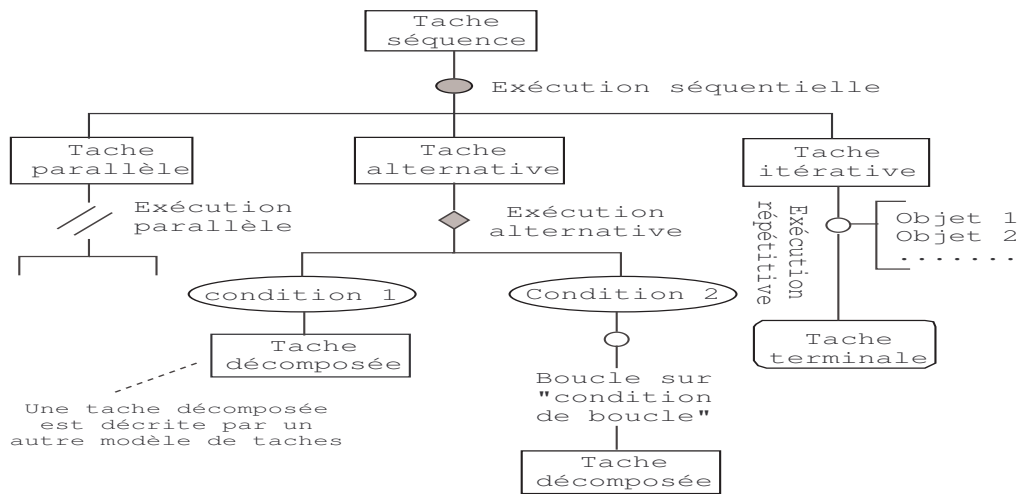 Tache
séquence
Exécution séquentielle
Tache
parallèle
Tache
alternative
Tache
itérative
Exécution
parallèle
Exécution
alternative
Exécution
répétitive
Objet 1
Objet 2
. . . . . . .
condition 1
Condition 2
Tache
décomposée
Tache
terminale
Boucle sur
"condition
de boucle"
Une tache décomposée
est décrite par un
autre modèle de taches
Tache
décomposée